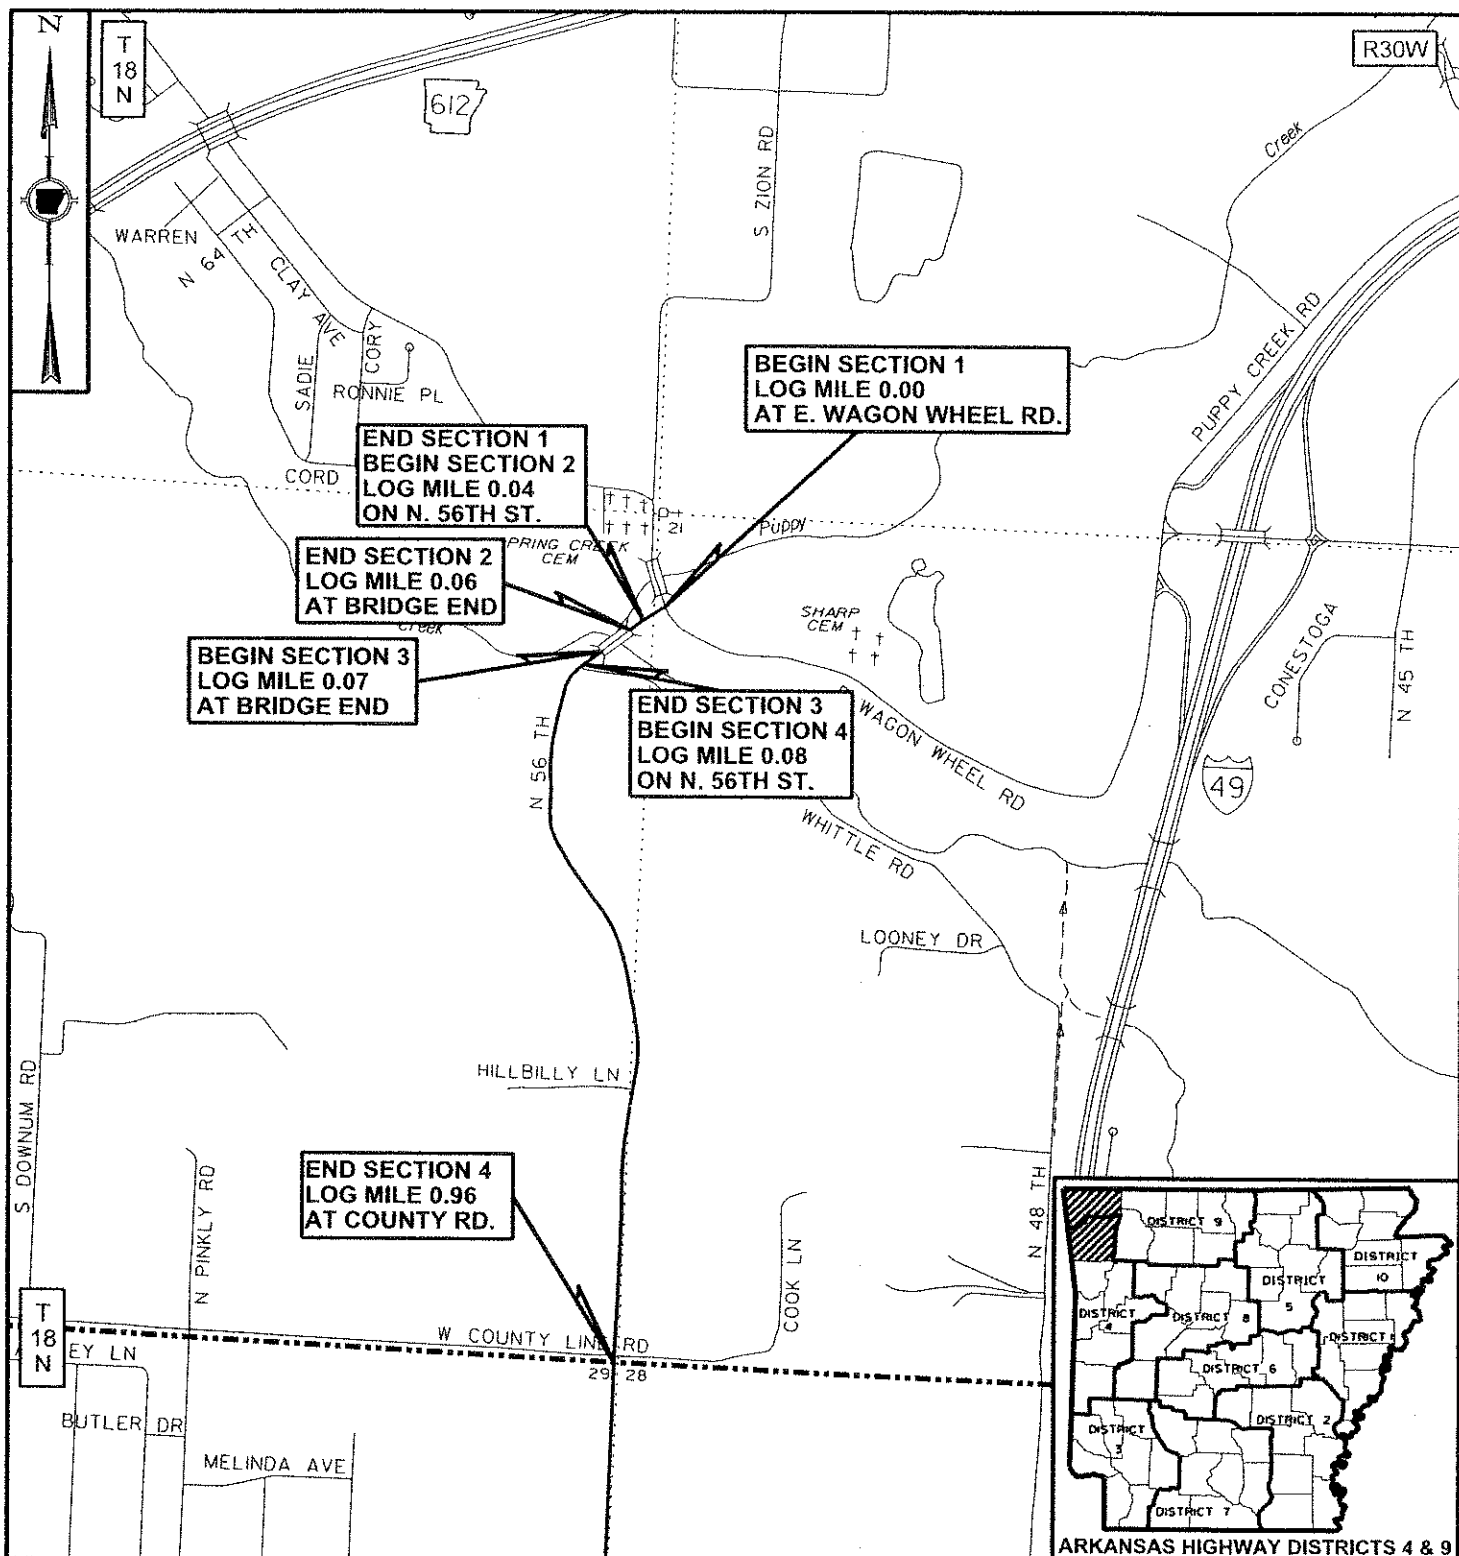 N
T
18
N
R30W
612
S ZION RD
Creek
WARREN
N 64 TH
CLAY AVE
SADIE
CORY
RONNIE PL
PUPPY CREEK RD
BEGIN SECTION 1
LOG MILE 0.00
AT E. WAGON WHEEL RD.
END SECTION 1
BEGIN SECTION 2
LOG MILE 0.04
ON N. 56TH ST.
CORD
21
Puppy
PRING CREEK
CEM
END SECTION 2
LOG MILE 0.06
AT BRIDGE END
Creek
SHARP
CEM
BEGIN SECTION 3
LOG MILE 0.07
AT BRIDGE END
CONESTOGA
N 45 TH
END SECTION 3
BEGIN SECTION 4
LOG MILE 0.08
ON N. 56TH ST.
N 56 TH
WAGON WHEEL RD
49
WHITTLE RD
LOONEY DR
HILLBILLY LN
S DOWNUM RD
N PINKLY RD
END SECTION 4
LOG MILE 0.96
AT COUNTY RD.
N 48 TH
COOK LN
T
18
N
W COUNTY LINE RD
29 28
EY LN
BUTLER DR
MELINDA AVE
DISTRICT 9
DISTRICT
10
DISTRICT
5
DISTRICT
4
DISTRICT 8
DISTRICT 1
DISTRICT 6
DISTRICT 2
DISTRICT
3
DISTRICT 7
ARKANSAS HIGHWAY DISTRICTS 4 & 9